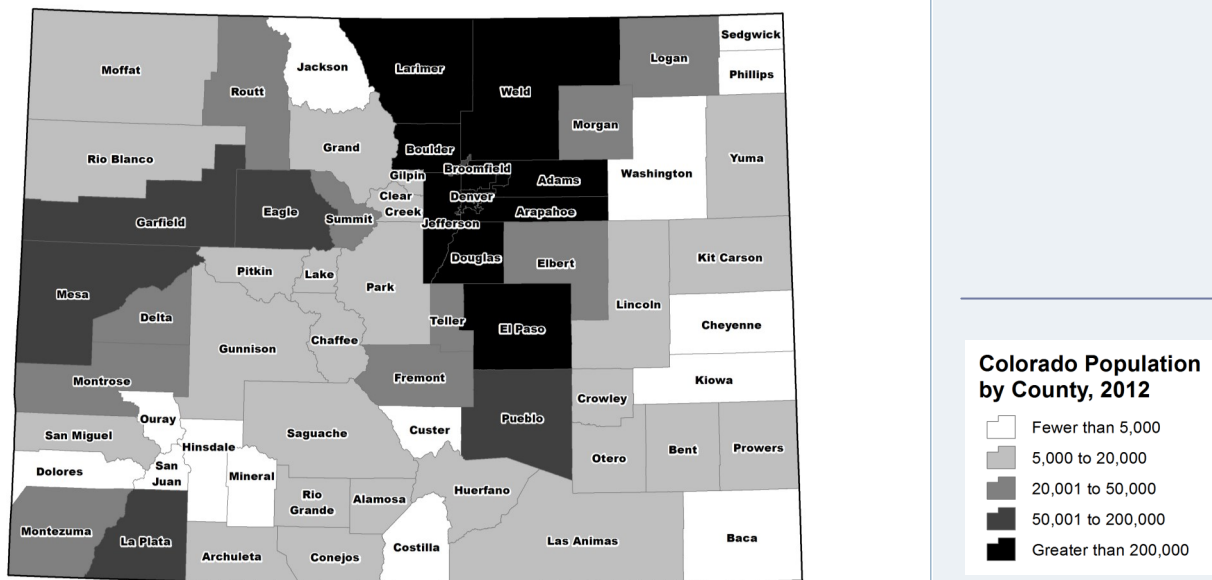 Sedgwick
Logan
Jackson
Larimer
Moffat
Phillips
Routt
Weld
Morgan
Grand
Boulder
Rio Blanco
Yuma
Broomfield
Washington
Gilpin
Adams
Clear
Creek
Denver
Eagle
Arapahoe
Summit
Garfield
Jefferson
Douglas
Kit Carson
Elbert
Pitkin
Lake
Park
Mesa
Lincoln
Delta
Teller
Cheyenne
El Paso
Chaffee
Gunnison
Fremont
Kiowa
Montrose
Crowley
Ouray
Pueblo
Custer
Saguache
San Miguel
Hinsdale
Prowers
Bent
Otero
Dolores
San
Juan
Mineral
Huerfano
Rio
Grande
Alamosa
Montezuma
La Plata
Baca
Las Animas
Costilla
Archuleta
Conejos
Colorado Population
by County, 2012
Fewer than 5,000
5,000 to 20,000
20,001 to 50,000
50,001 to 200,000
Greater than 200,000